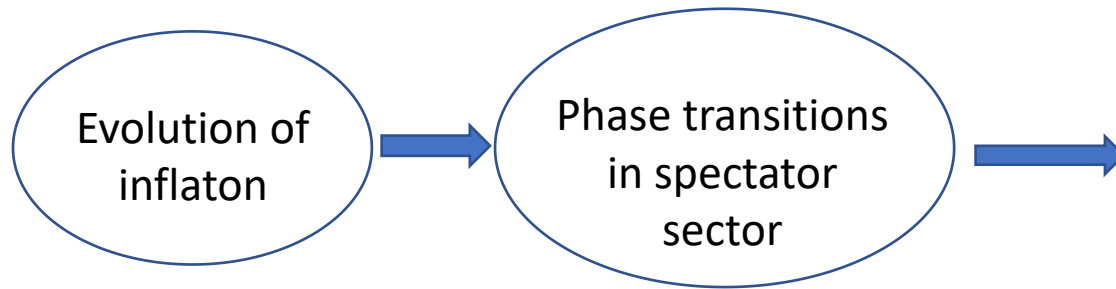 Evolution of
inflaton
Phase transitions
in spectator
sector